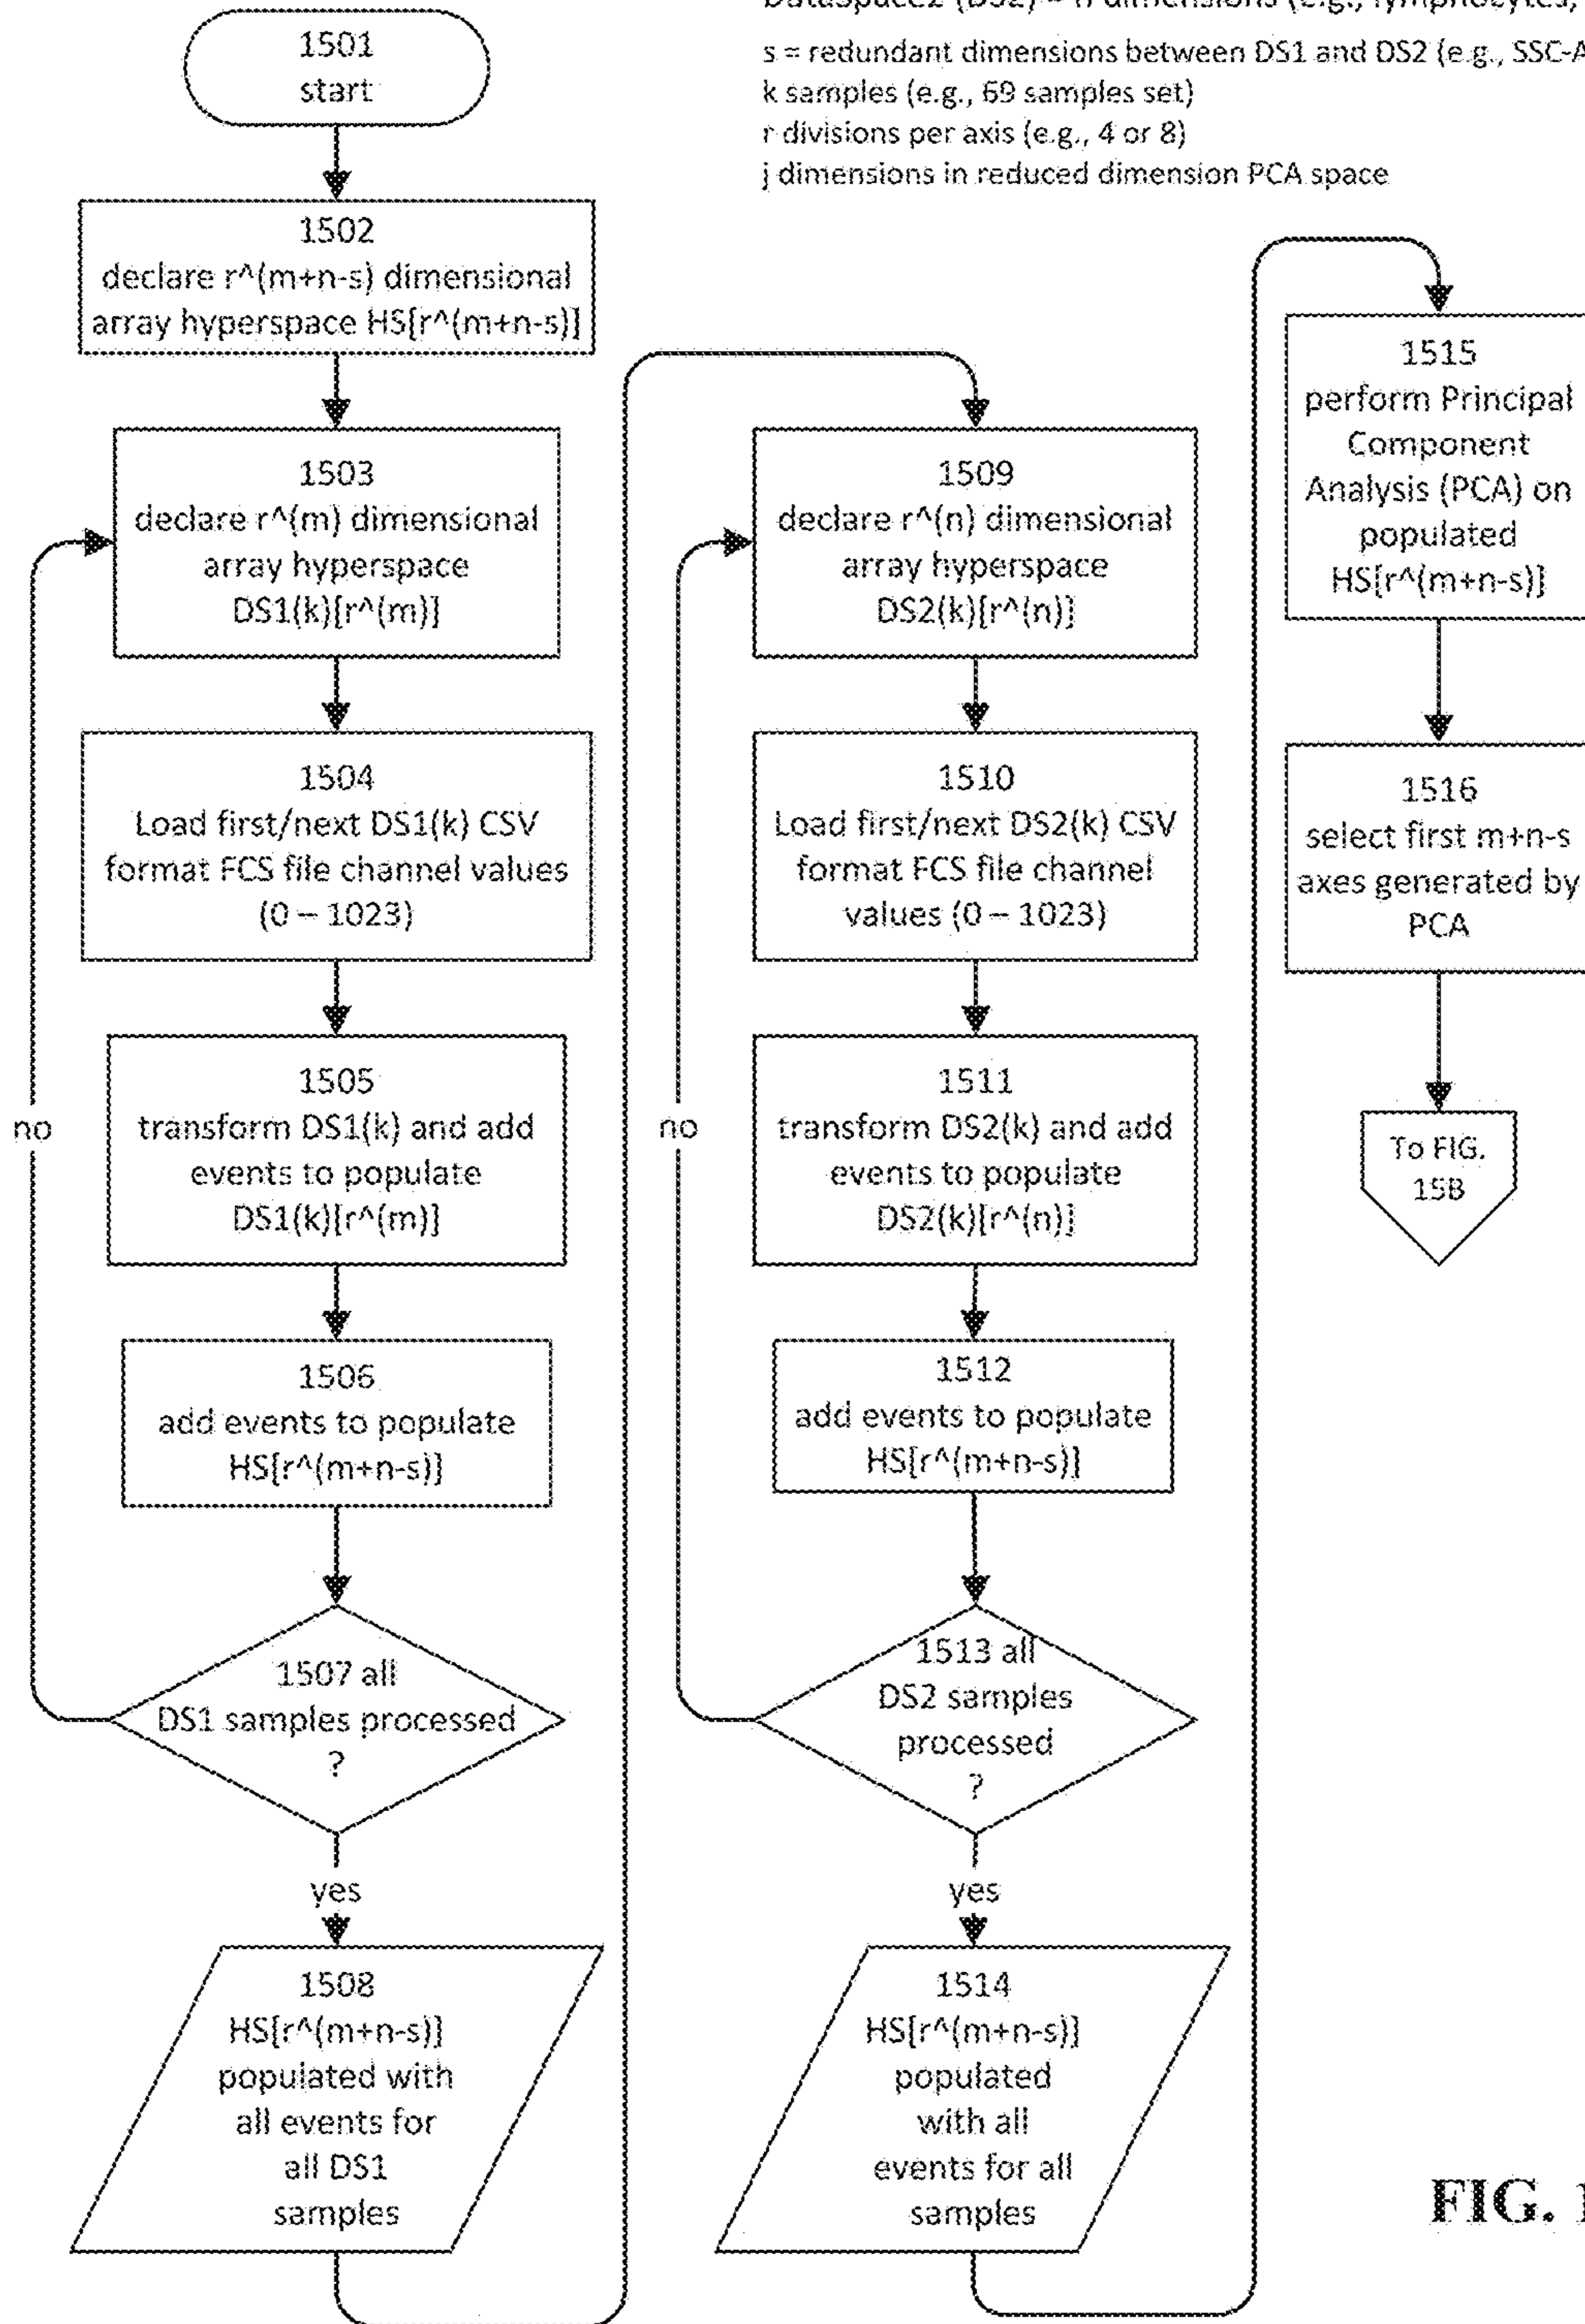 Dataspace2 (DS2) = n dimensions (e.g., lymphocytes,
s = redundant dimensions between DS1 and DS2 (e.g., SSC-A
k samples (e.g., 69 samples set)
r divisions per axis (e.g., 4 or 8)
j dimensions in reduced dimension PCA space
1501
start
1502
declare r^(m+n-s) dimensional
array hyperspace HS[r^(m+n-s)]
1503
declare r^(m) dimensional
array hyperspace
DS1(k)[r^(m)]
1504
Load first/next DS1(k) CSV
format FCS file channel values
(0 – 1023)
1505
transform DS1(k) and add
events to populate
DS1(k)[r^(m)]
no
1506
add events to populate
HS[r^(m+n-s)]
1507 all
DS1 samples processed
?
yes
1508
HS[r^(m+n-s)]
populated with
all events for
all DS1
samples
1509
declare r^(n) dimensional
array hyperspace
DS2(k)[r^(n)]
1510
Load first/next DS2(k) CSV
format FCS file channel
values (0 – 1023)
1511
transform DS2(k) and add
events to populate
DS2(k)[r^(n)]
no
1512
add events to populate
HS[r^(m+n-s)]
1513 all
DS2 samples
processed
?
yes
1514
HS[r^(m+n-s)]
populated
with all
events for all
samples
1515
perform Principal
Component
Analysis (PCA) on
populated
HS[r^(m+n-s)]
1516
select first m+n-s
axes generated by
PCA
To FIG.
15B
FIG. 1